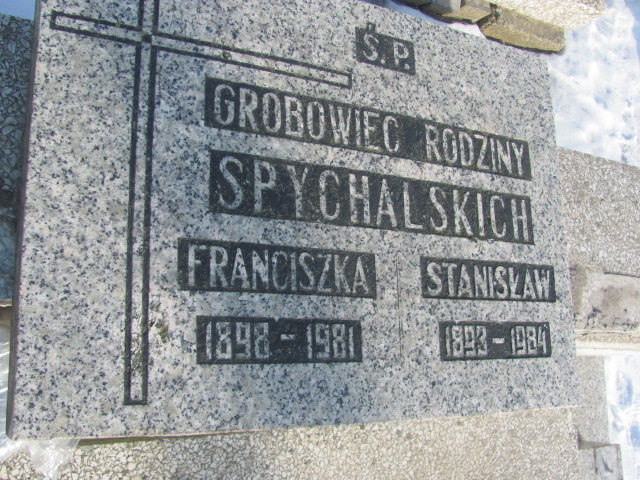 Ś.P.
GROBOWIEC RODZINY
SPYCHALSKICH
FRANCISZKA STANISŁAW
1898-1981 1893-1984